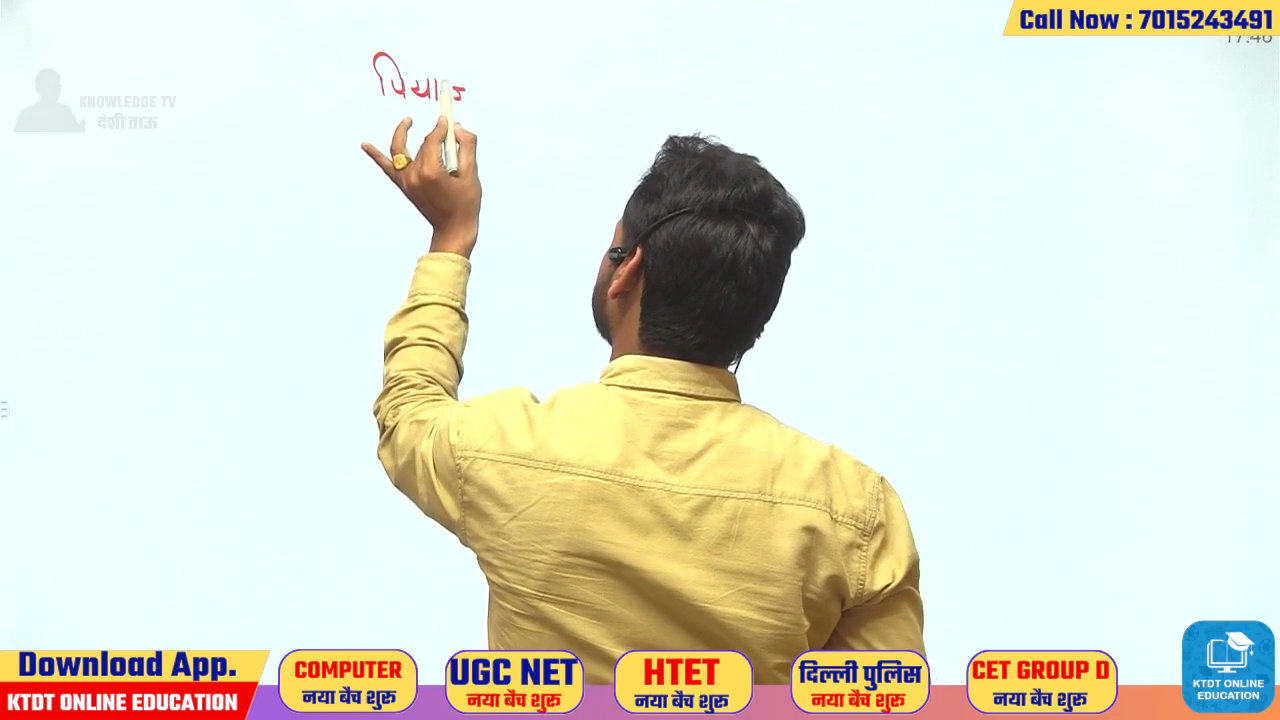 Call Now : 7015243491
17:46
KNOWLEDGE TV
देशी ताऊ
Download App.
KTDT ONLINE EDUCATION
COMPUTER
नया बैच शुरू
UGC NET
नया बैच शुरू
HTET
नया बैच शुरू
दिल्ली पुलिस
नया बैच शुरू
CET GROUP D
नया बैच शुरू
KTDT ONLINE
EDUCATION